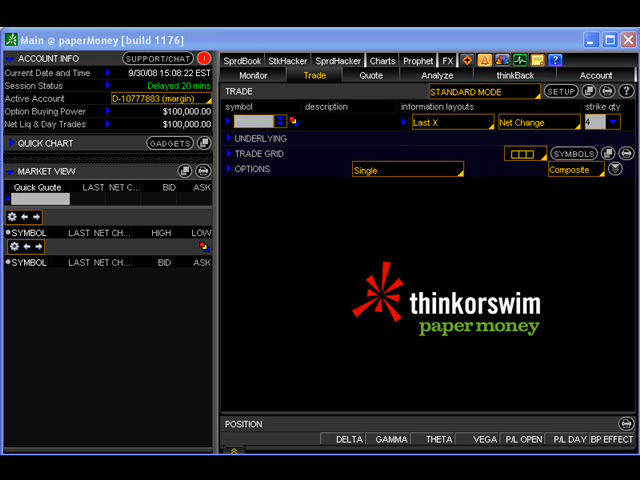 Main @ paperMoney [build 1176]
ACCOUNT INFO SUPPORT/CHAT !
Current Date and Time 9/30/08 15:08:22 EST
Session Status Delayed 20 mins
Active Account D-10777883 (margin)
Option Buying Power $100,000.00
Net Liq & Day Trades $100,000.00
QUICK CHART GADGETS
MARKET VIEW
Quick Quote LAST NET C... BID ASK
SYMBOL LAST NET CH... HIGH LOW
SYMBOL LAST NET CH... BID ASK
SprdBook StkHacker SprdHacker Charts Prophet FX
Monitor Trade Quote Analyze thinkBack Account
TRADE STANDARD MODE SETUP ?
symbol description information layouts strike qty
Last X Net Change 4
UNDERLYING
TRADE GRID SYMBOLS
OPTIONS Single Composite
thinkorswim
paper money
POSITION
DELTA GAMMA THETA VEGA P/L OPEN P/L DAY BP EFFECT